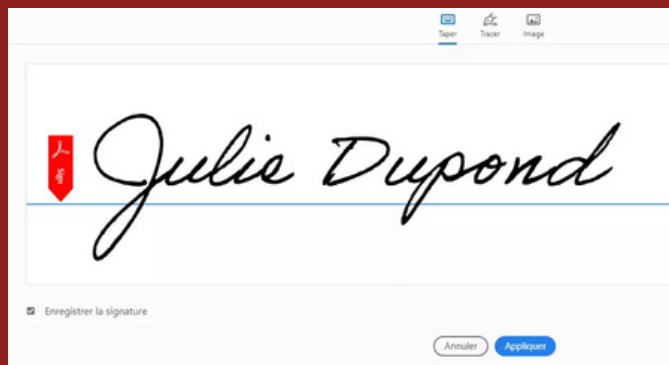 Taper Tracer Image
Sign
Julie Dupond
Enregistrer la signature
Annuler Appliquer